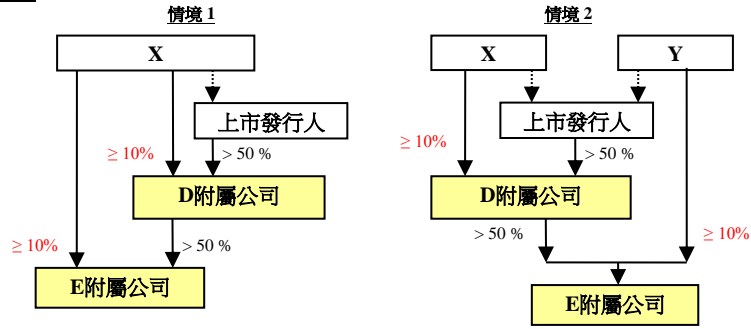 情境 1
X
上市發行人
≥ 10%
> 50 %
D附屬公司
≥ 10%
> 50 %
E附屬公司
情境 2
X
Y
上市發行人
≥ 10%
> 50 %
D附屬公司
> 50 %
≥ 10%
E附屬公司